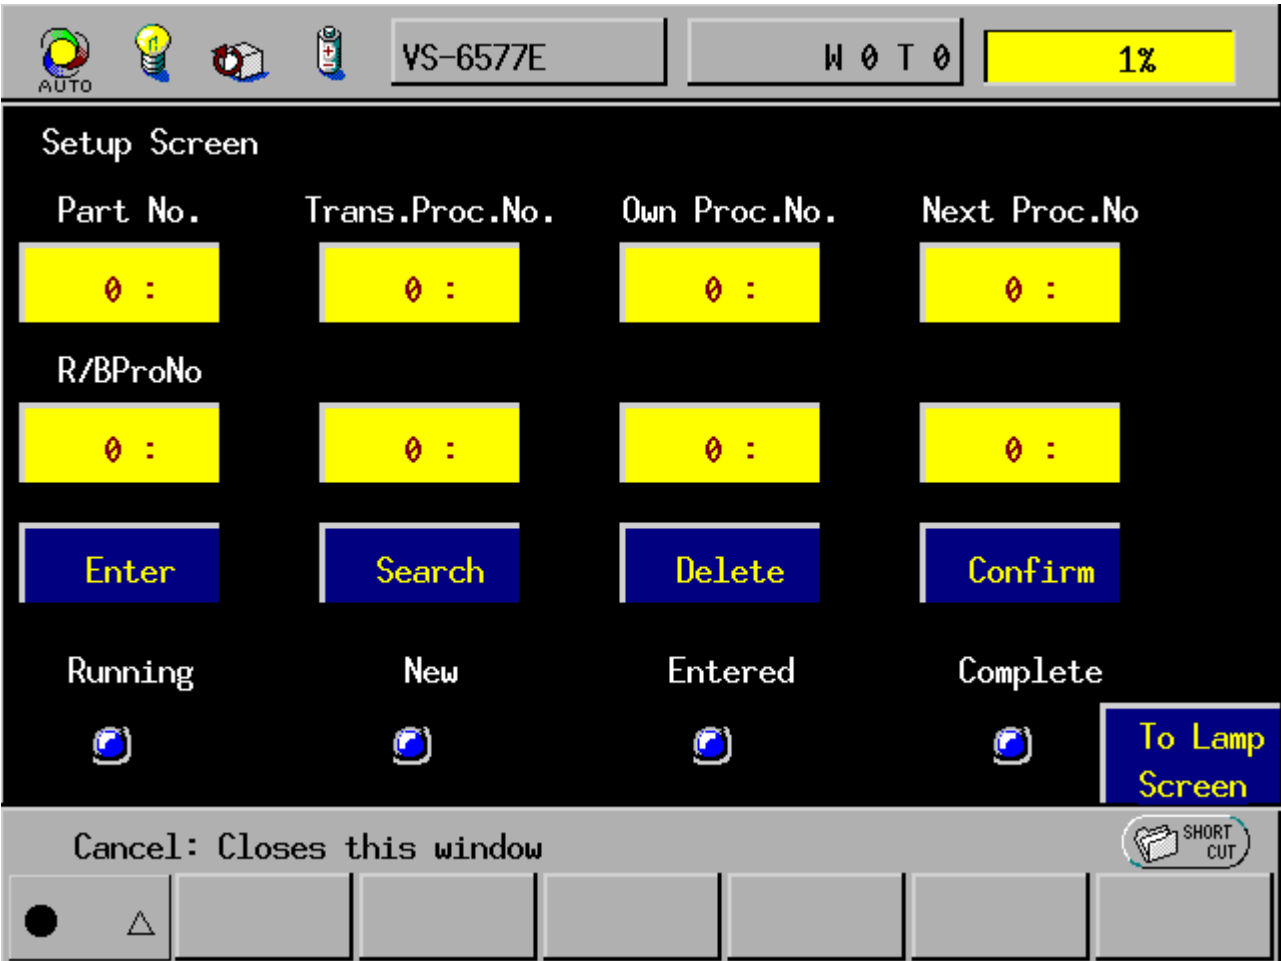 AUTO
VS-6577E
W 0 T 0
1%
Setup Screen
Part No. Trans.Proc.No. Own Proc.No. Next Proc.No
0 : 0 : 0 : 0 :
R/BProNo
0 : 0 : 0 : 0 :
Enter Search Delete Confirm
Running New Entered Complete
To Lamp
Screen
Cancel: Closes this window
SHORT
CUT